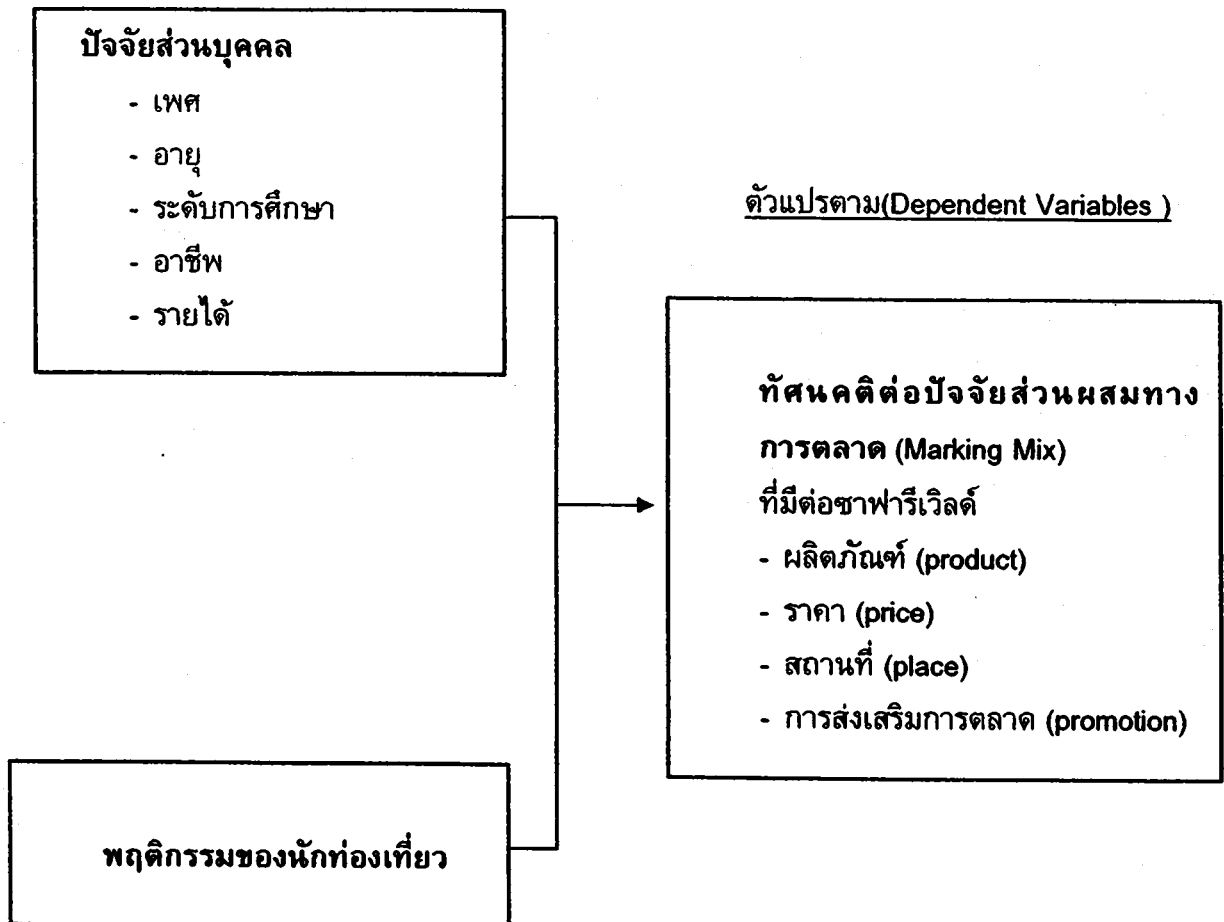 ปัจจัยส่วนบุคคล
- เพศ
- อายุ
- ระดับการศึกษา
- อาชีพ
- รายได้
ตัวแปรตาม(Dependent Variables )
ทัศนคติต่อปัจจัยส่วนผสมทาง
การตลาด (Marking Mix)
ที่มีต่อซาฟารีเวิลด์
- ผลิตภัณฑ์ (product)
- ราคา (price)
- สถานที่ (place)
- การส่งเสริมการตลาด (promotion)
พฤติกรรมของนักท่องเที่ยว